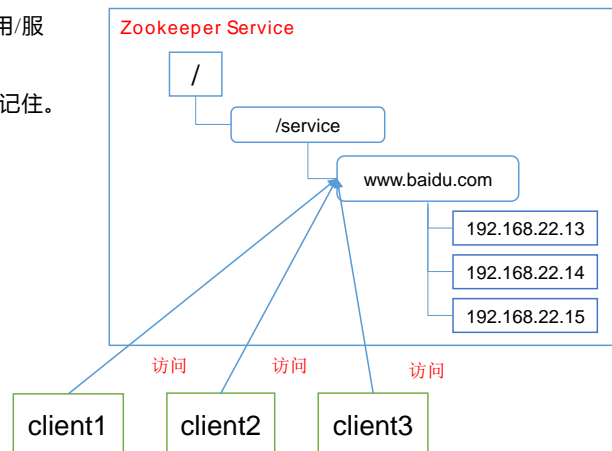 用/服
记住。
Zookeeper Service
/
/service
www.baidu.com
192.168.22.13
192.168.22.14
192.168.22.15
访问 访问 访问
client1 client2 client3